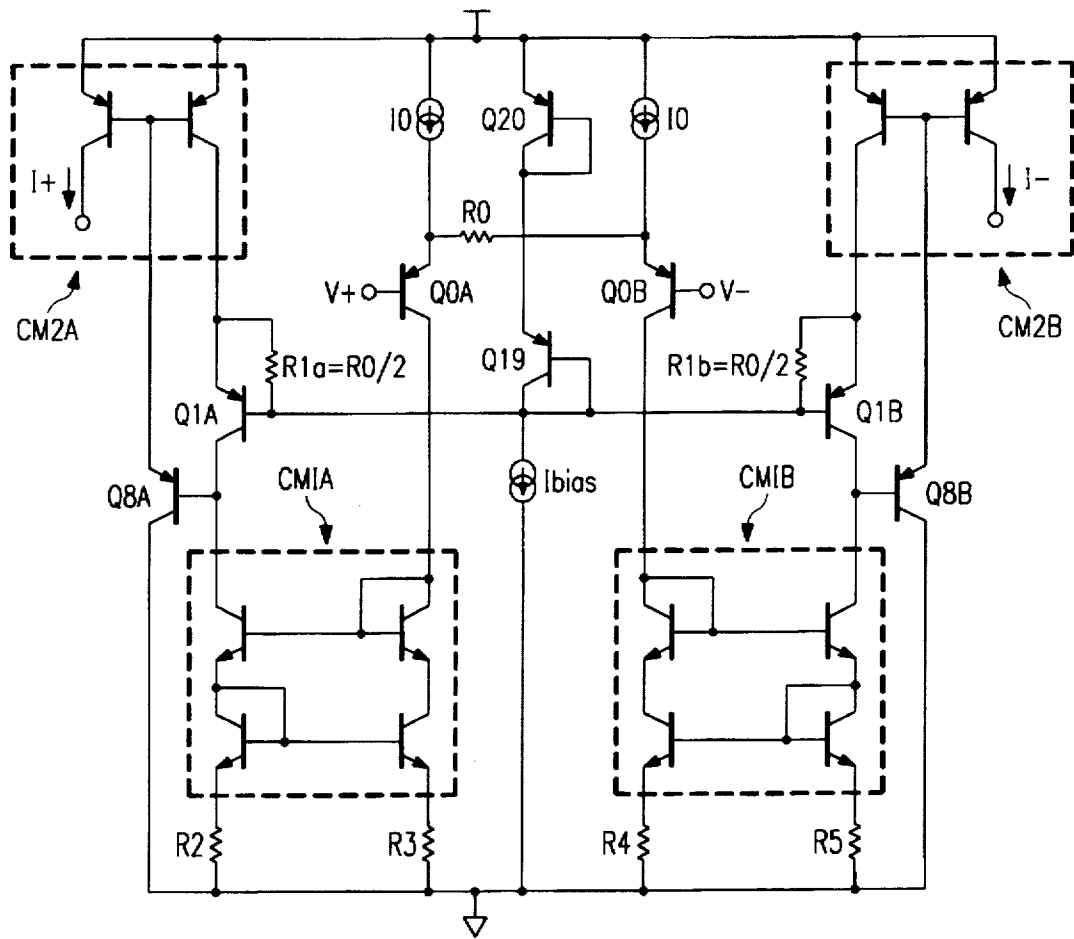 I0
Q20
I0
I+
I-
R0
V+
Q0A
Q0B
V-
CM2A
CM2B
R1a=R0/2
Q19
R1b=R0/2
Q1A
Q1B
Q8A
CMIA
Ibias
CMIB
Q8B
R2
R3
R4
R5